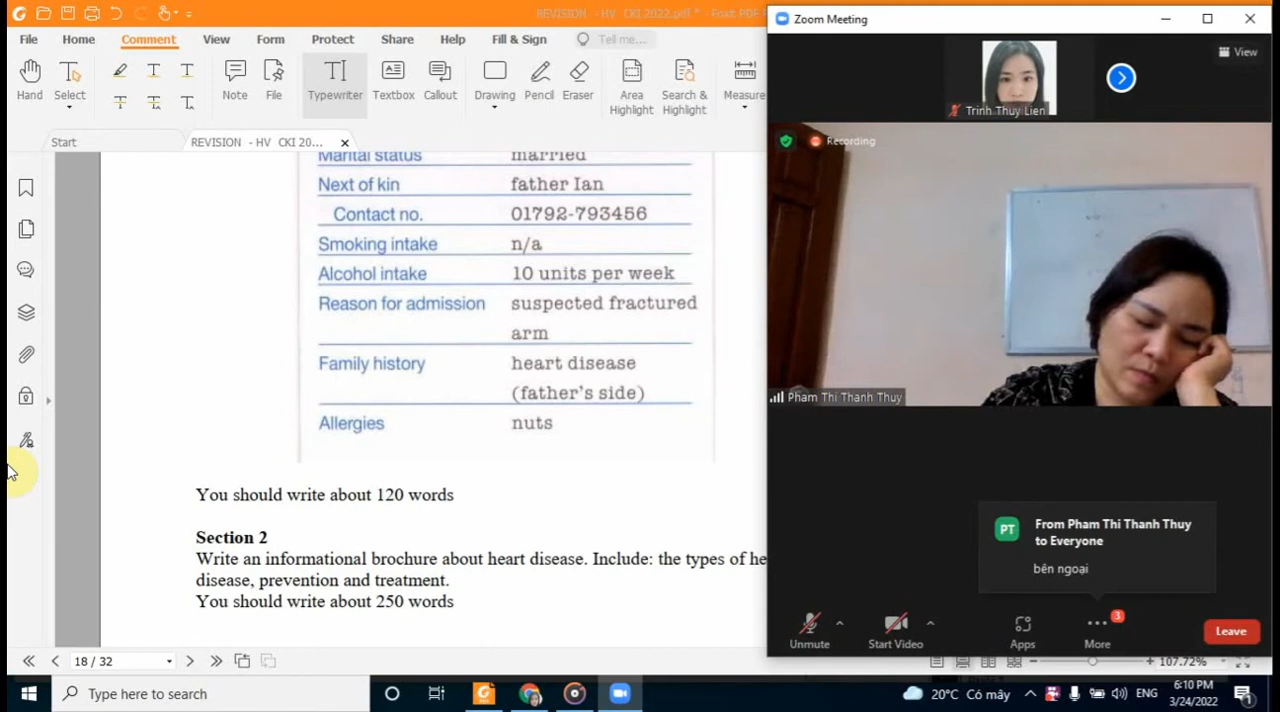 REVISION - HV CKI 2022.pdf * - Foxit PDF
File Home Comment View Form Protect Share Help Fill & Sign Tell me...
Hand Select Note File Typewriter Textbox Callout Drawing Pencil Eraser Area Highlight Search & Highlight Measure
Start REVISION - HV CKI 20...
Marital status married
Next of kin father Ian
Contact no. 01792-793456
Smoking intake n/a
Alcohol intake 10 units per week
Reason for admission suspected fractured
arm
Family history heart disease
(father's side)
Allergies nuts
You should write about 120 words
Section 2
Write an informational brochure about heart disease. Include: the types of he
disease, prevention and treatment.
You should write about 250 words
18 / 32
107.72%
Zoom Meeting
View
Trinh Thuy Lien
Recording
Pham Thi Thanh Thuy
PT
From Pham Thi Thanh Thuy
to Everyone
bên ngoại
3
Unmute Start Video Apps More Leave
Type here to search
20°C Có mây
ENG
6:10 PM
3/24/2022
1